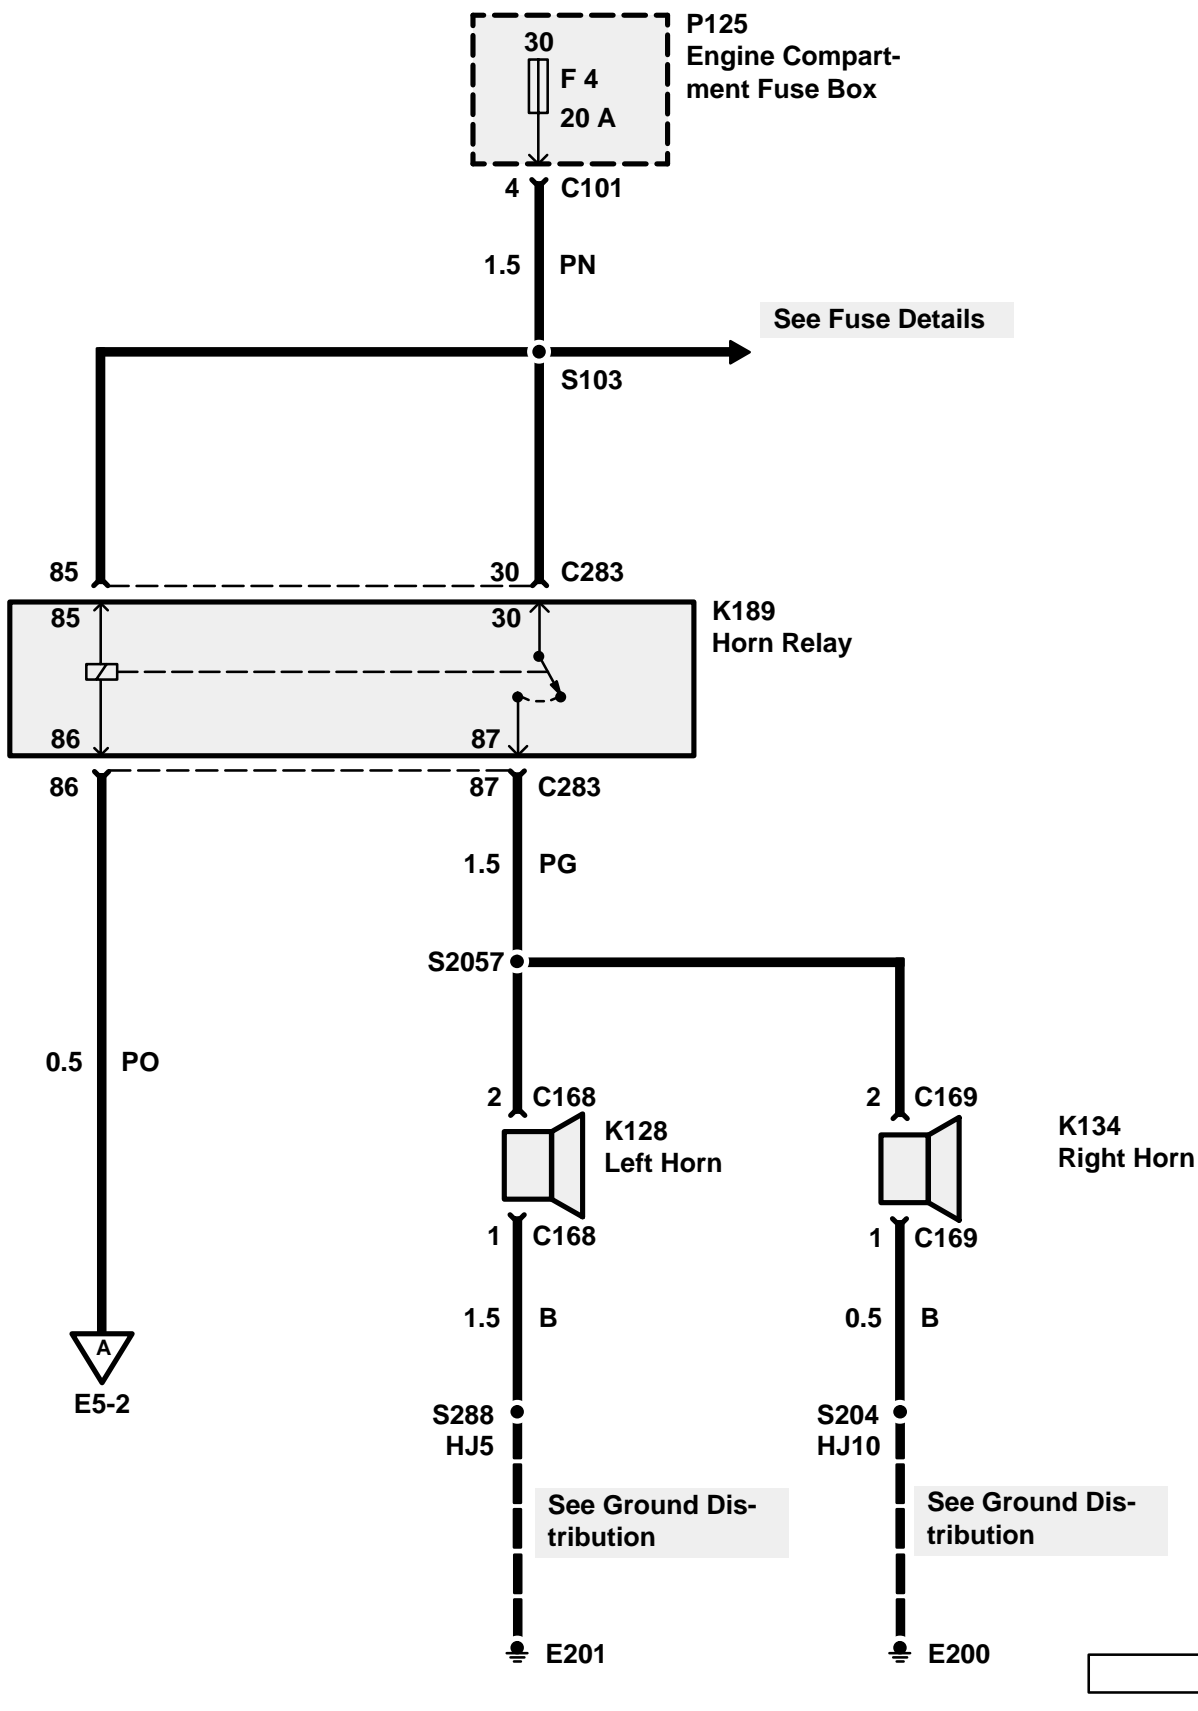 P125
Engine Compart-
ment Fuse Box
30
F 4
20 A
4 C101
1.5 PN
See Fuse Details
S103
85 30 C283
85 30
K189
Horn Relay
86 87
86 87 C283
1.5 PG
S2057
0.5 PO
2 C168
2 C169
K128
Left Horn
K134
Right Horn
1 C168
1 C169
1.5 B
0.5 B
A
E5-2
S288
HJ5
S204
HJ10
See Ground Dis-
tribution
See Ground Dis-
tribution
E201
E200